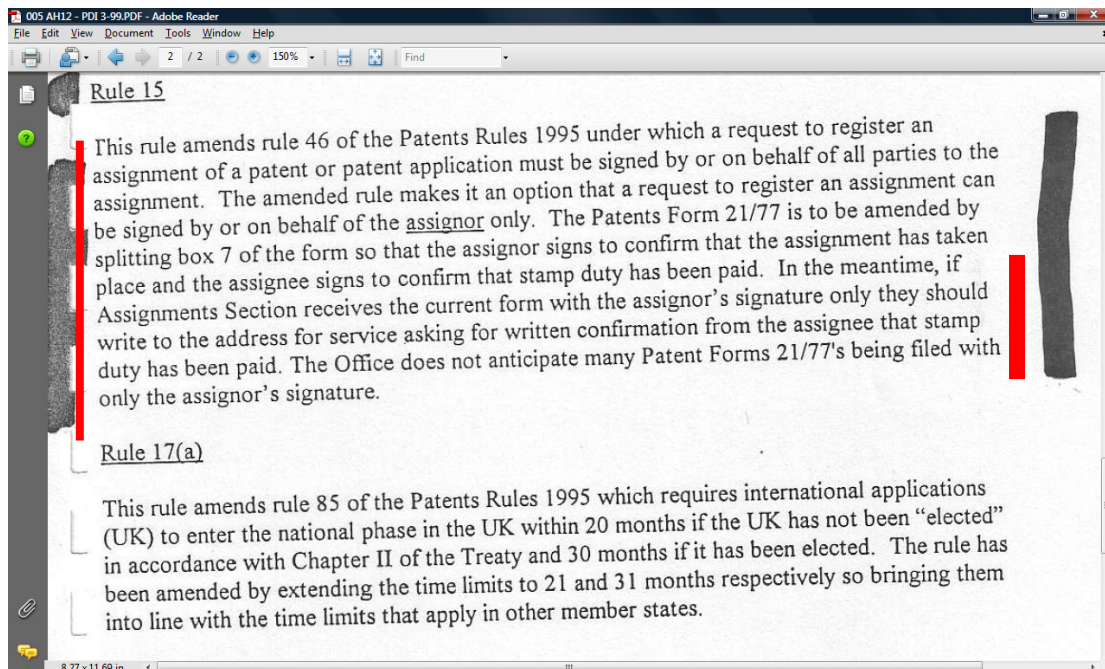 005 AH12 - PDI 3-99.PDF - Adobe Reader
File Edit View Document Tools Window Help
2 / 2 150% Find
Rule 15
This rule amends rule 46 of the Patents Rules 1995 under which a request to register an
assignment of a patent or patent application must be signed by or on behalf of all parties to the
assignment. The amended rule makes it an option that a request to register an assignment can
be signed by or on behalf of the assignor only. The Patents Form 21/77 is to be amended by
splitting box 7 of the form so that the assignor signs to confirm that the assignment has taken
place and the assignee signs to confirm that stamp duty has been paid. In the meantime, if
Assignments Section receives the current form with the assignor's signature only they should
write to the address for service asking for written confirmation from the assignee that stamp
duty has been paid. The Office does not anticipate many Patent Forms 21/77's being filed with
only the assignor's signature.
Rule 17(a)
This rule amends rule 85 of the Patents Rules 1995 which requires international applications
(UK) to enter the national phase in the UK within 20 months if the UK has not been “elected”
in accordance with Chapter II of the Treaty and 30 months if it has been elected. The rule has
been amended by extending the time limits to 21 and 31 months respectively so bringing them
into line with the time limits that apply in other member states.
8.27 x 11.69 in